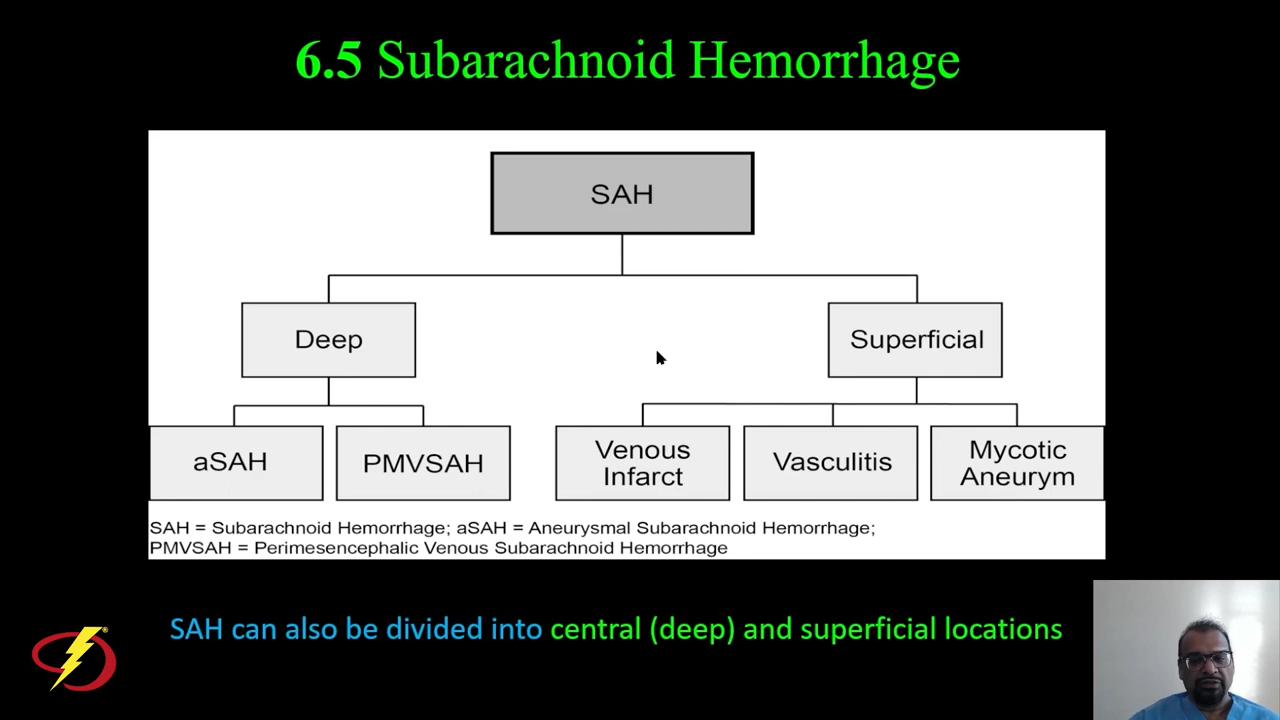 6.5 Subarachnoid Hemorrhage
SAH
Deep
Superficial
aSAH
PMVSAH
Venous
Infarct
Vasculitis
Mycotic
Aneurym
SAH = Subarachnoid Hemorrhage; aSAH = Aneurysmal Subarachnoid Hemorrhage;
PMVSAH = Perimesencephalic Venous Subarachnoid Hemorrhage
SAH can also be divided into central (deep) and superficial locations
®